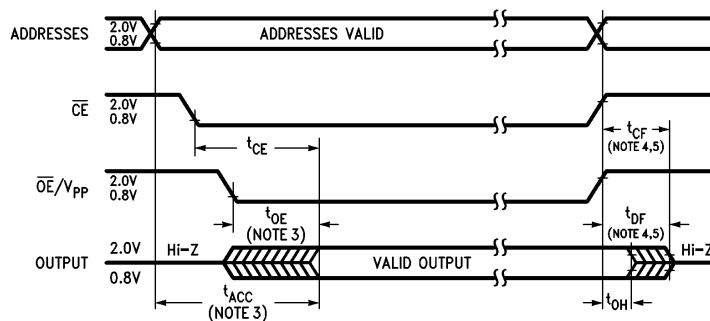 ADDRESSES 2.0V 0.8V ADDRESSES VALID
CE 2.0V 0.8V
tCE
tCF
(NOTE 4,5)
OE/VPP 2.0V 0.8V
tOE
(NOTE 3)
tDF
(NOTE 4,5)
OUTPUT 2.0V 0.8V Hi-Z VALID OUTPUT Hi-Z
tACC
(NOTE 3)
tOH